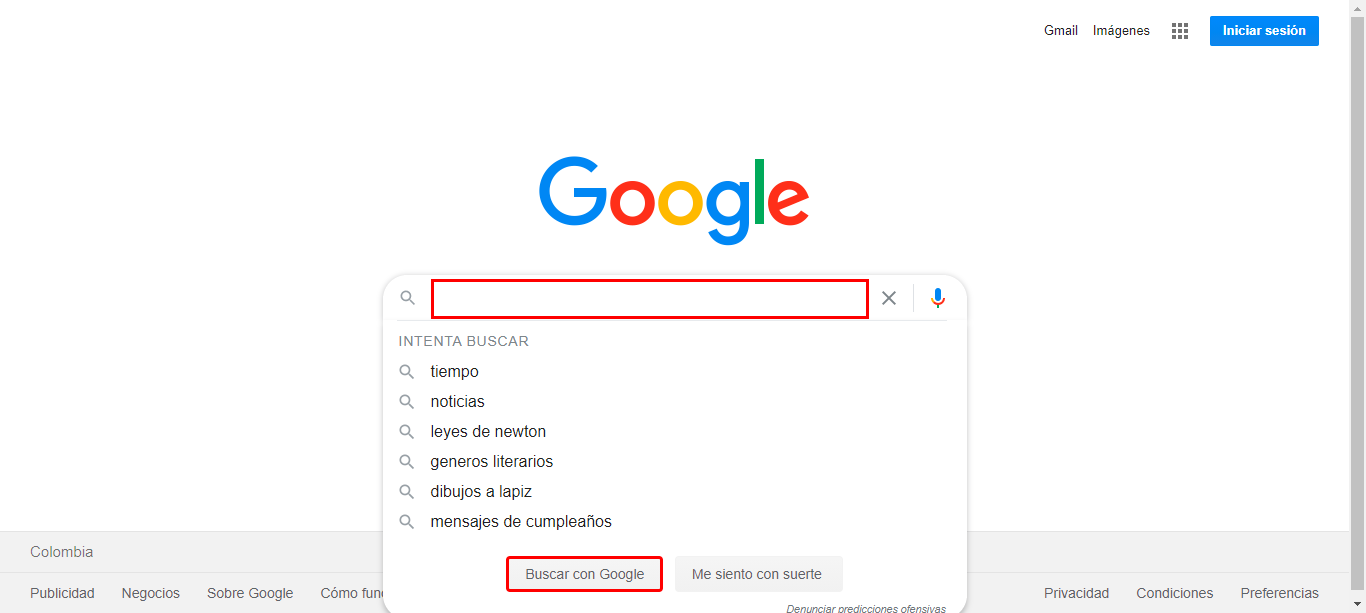 Gmail Imágenes Iniciar sesión
Google
INTENTA BUSCAR
tiempo
noticias
leyes de newton
generos literarios
dibujos a lapiz
mensajes de cumpleaños
Colombia
Buscar con Google Me siento con suerte
Publicidad Negocios Sobre Google Cómo fun Privacidad Condiciones Preferencias
Denunciar predicciones ofensivas